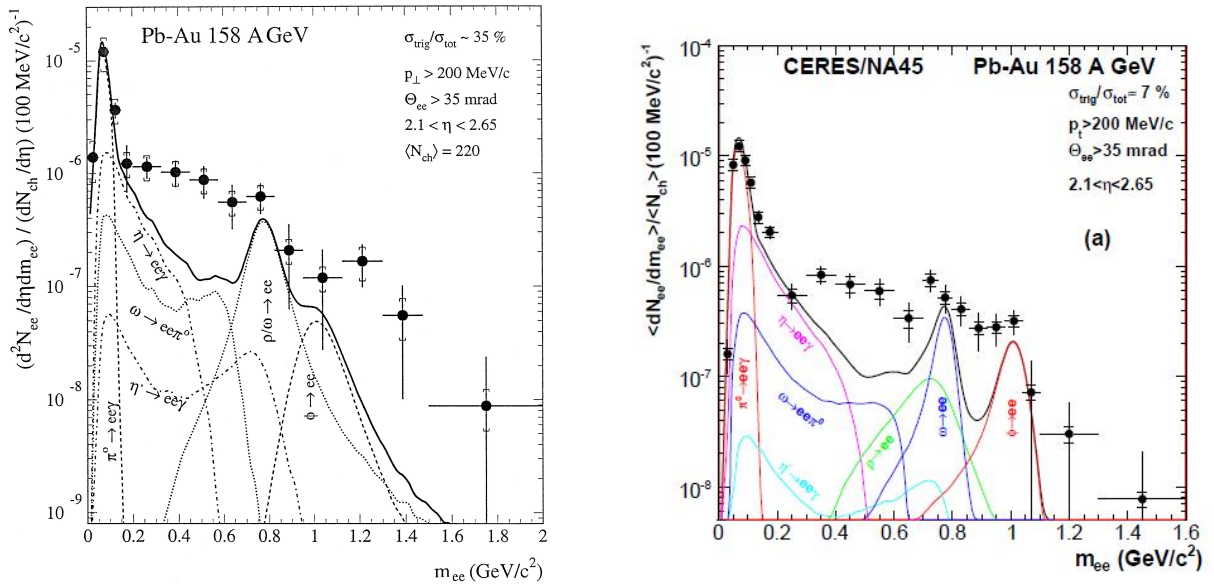 Pb-Au 158 A GeV
σtrig/σtot ~ 35 %
p⊥ > 200 MeV/c
Θee > 35 mrad
2.1 < η < 2.65
⟨Nch⟩ = 220
(d²Nee /dηdmee) / (dNch /dη) (100 MeV/c²)⁻¹
10⁻⁵
10⁻⁶
10⁻⁷
10⁻⁸
10⁻⁹
π⁰ → eeγ
η → eeγ
ω → eeπ⁰
η' → eeγ
ρ/ω → ee
ϕ → ee
0 0.2 0.4 0.6 0.8 1 1.2 1.4 1.6 1.8 2
mee (GeV/c²)
CERES/NA45 Pb-Au 158 A GeV
σtrig/σtot= 7 %
pt>200 MeV/c
Θee>35 mrad
2.1<η<2.65
(a)
<dNee/dmee>/<Nch>(100 MeV/c²)⁻¹
10⁻⁴
10⁻⁵
10⁻⁶
10⁻⁷
10⁻⁸
π⁰→eeγ
η→eeγ
ω→eeπ⁰
η'→eeγ
ρ→ee
ω→ee
ϕ→ee
0 0.2 0.4 0.6 0.8 1 1.2 1.4 1.6
mee (GeV/c²)